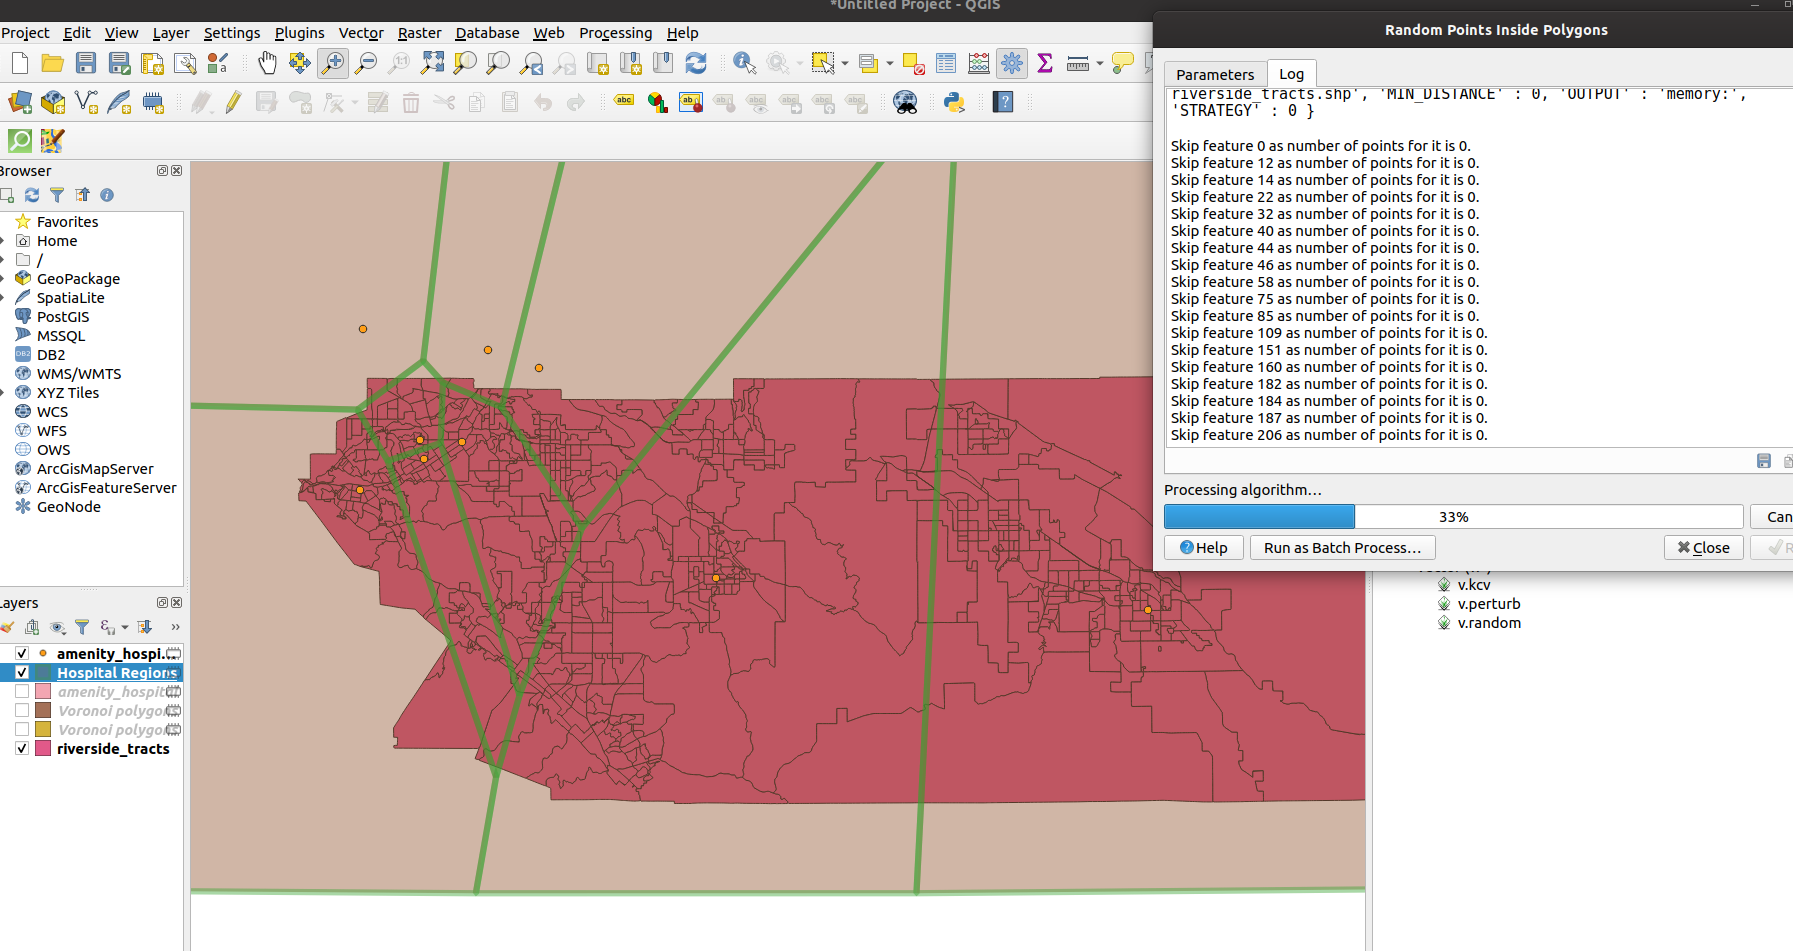 *Untitled Project - QGIS
Project Edit View Layer Settings Plugins Vector Raster Database Web Processing Help
Browser
Favorites
Home
/
GeoPackage
SpatiaLite
PostGIS
MSSQL
DB2
WMS/WMTS
XYZ Tiles
WCS
WFS
OWS
ArcGisMapServer
ArcGisFeatureServer
GeoNode
Layers
amenity_hospi...
Hospital Regions
amenity_hospit
Voronoi polygons
Voronoi polygons
riverside_tracts
Random Points Inside Polygons
Parameters Log
riverside_tracts.shp', 'MIN_DISTANCE' : 0, 'OUTPUT' : 'memory:',
'STRATEGY' : 0 }
Skip feature 0 as number of points for it is 0.
Skip feature 12 as number of points for it is 0.
Skip feature 14 as number of points for it is 0.
Skip feature 22 as number of points for it is 0.
Skip feature 32 as number of points for it is 0.
Skip feature 40 as number of points for it is 0.
Skip feature 44 as number of points for it is 0.
Skip feature 46 as number of points for it is 0.
Skip feature 58 as number of points for it is 0.
Skip feature 75 as number of points for it is 0.
Skip feature 85 as number of points for it is 0.
Skip feature 109 as number of points for it is 0.
Skip feature 151 as number of points for it is 0.
Skip feature 160 as number of points for it is 0.
Skip feature 182 as number of points for it is 0.
Skip feature 184 as number of points for it is 0.
Skip feature 187 as number of points for it is 0.
Skip feature 206 as number of points for it is 0.
Processing algorithm…
33% Can
Help Run as Batch Process… Close R
v.kcv
v.perturb
v.random